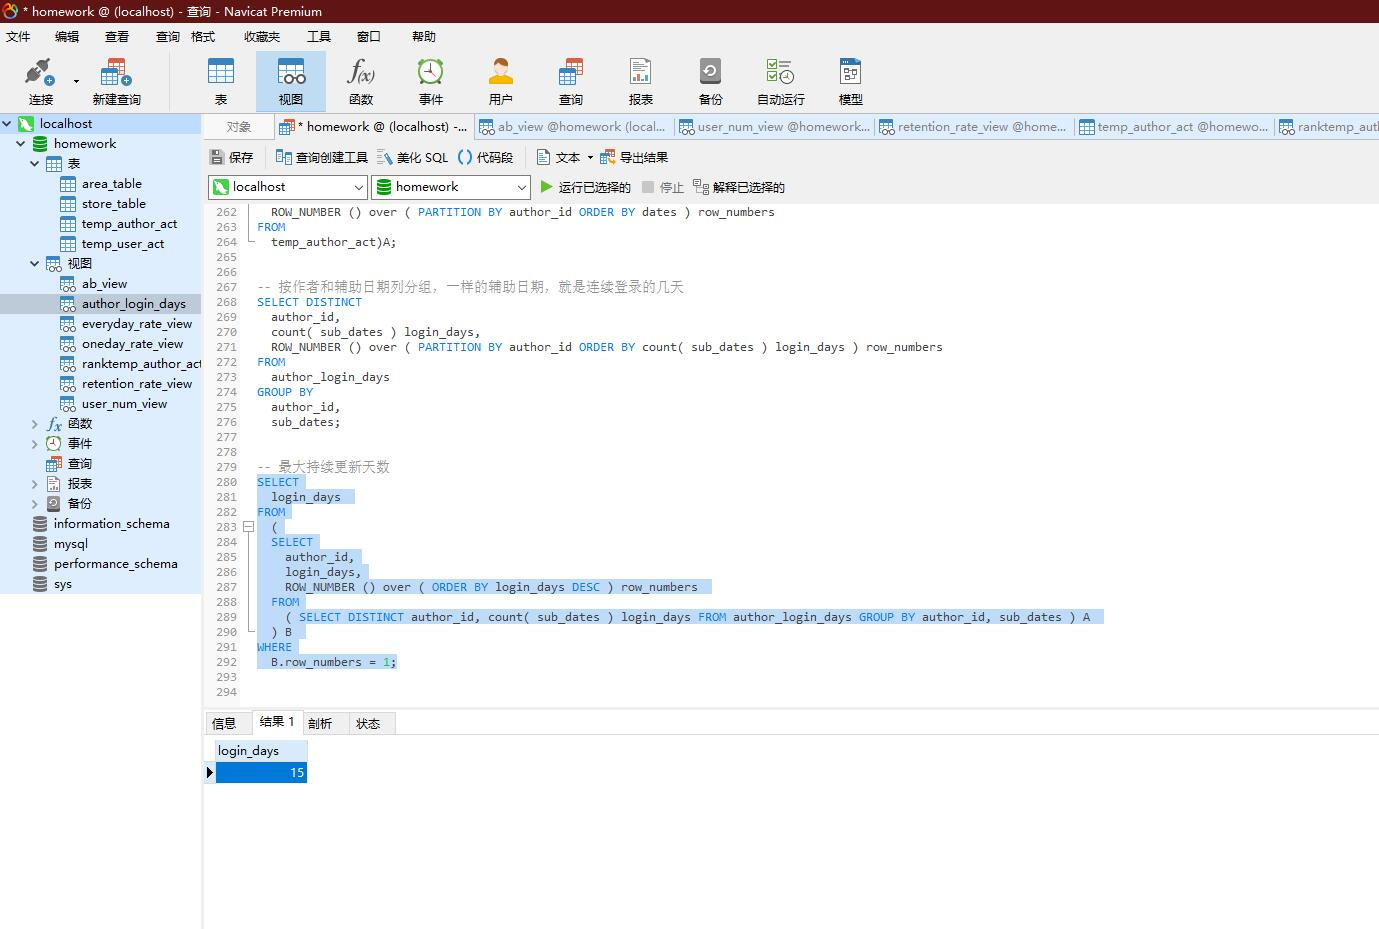 * homework @ (localhost) - 查询 - Navicat Premium
文件 编辑 查看 查询 格式 收藏夹 工具 窗口 帮助
连接 新建查询 表 视图 函数 事件 用户 查询 报表 备份 自动运行 模型
localhost
homework
表
area_table
store_table
temp_author_act
temp_user_act
视图
ab_view
author_login_days
everyday_rate_view
oneday_rate_view
ranktemp_author_act
retention_rate_view
user_num_view
函数
事件
查询
报表
备份
information_schema
mysql
performance_schema
sys
对象 * homework @ (localhost) -... ab_view @homework (local... user_num_view @homework... retention_rate_view @home... temp_author_act @homewo... ranktemp_aut
保存 查询创建工具 美化 SQL () 代码段 文本 导出结果
localhost homework 运行已选择的 停止 解释已选择的
262 ROW_NUMBER () over ( PARTITION BY author_id ORDER BY dates ) row_numbers
263 FROM
264 temp_author_act)A;
265
266
267 -- 按作者和辅助日期列分组，一样的辅助日期，就是连续登录的几天
268 SELECT DISTINCT
269 author_id,
270 count( sub_dates ) login_days,
271 ROW_NUMBER () over ( PARTITION BY author_id ORDER BY count( sub_dates ) login_days ) row_numbers
272 FROM
273 author_login_days
274 GROUP BY
275 author_id,
276 sub_dates;
277
278
279 -- 最大持续更新天数
280 SELECT
281 login_days
282 FROM
283 (
284 SELECT
285 author_id,
286 login_days,
287 ROW_NUMBER () over ( ORDER BY login_days DESC ) row_numbers
288 FROM
289 ( SELECT DISTINCT author_id, count( sub_dates ) login_days FROM author_login_days GROUP BY author_id, sub_dates ) A
290 ) B
291 WHERE
292 B.row_numbers = 1;
293
294
信息 结果 1 剖析 状态
login_days
15